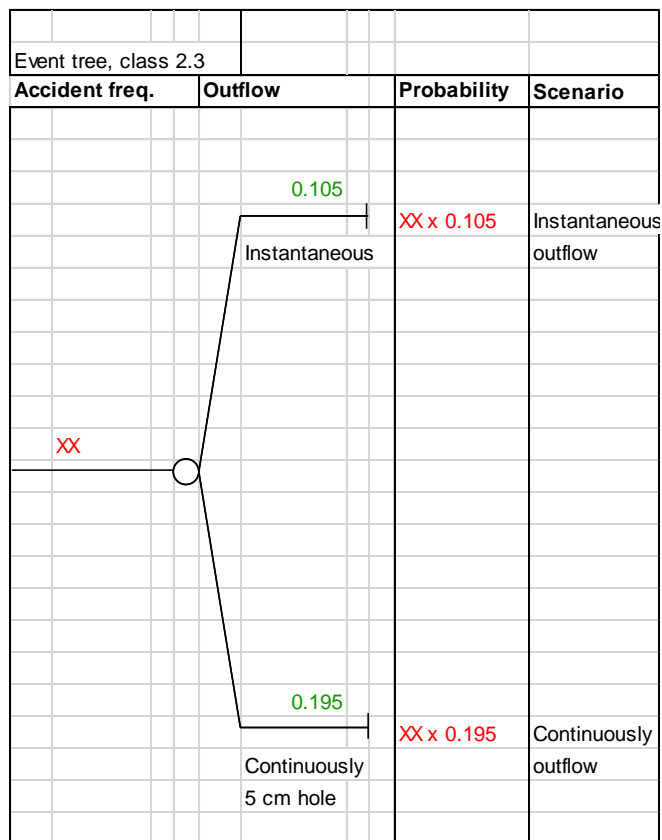 Event tree, class 2.3
Accident freq. Outflow Probability Scenario
0.105
XX x 0.105 Instantaneous
Instantaneous outflow
XX
0.195
XX x 0.195 Continuously
Continuously outflow
5 cm hole